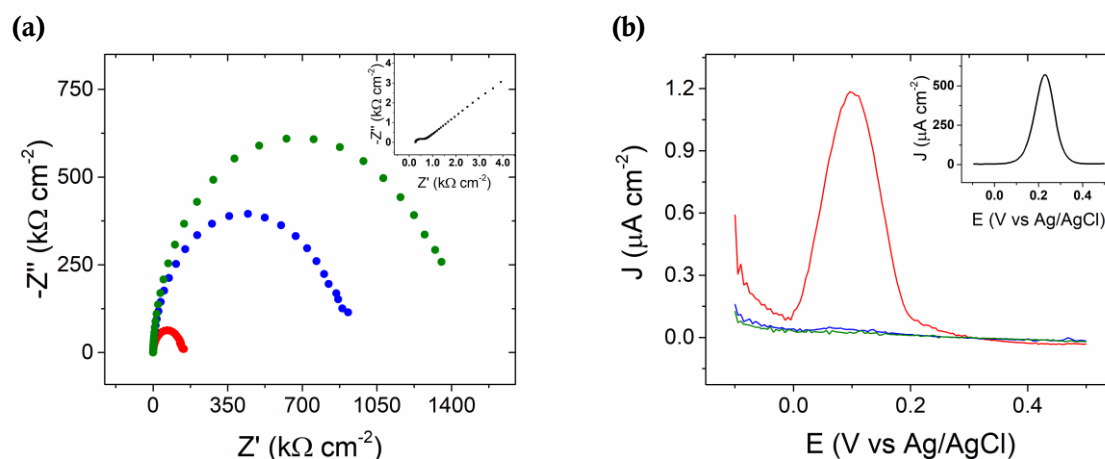 (a)
-Z'' (kΩ cm-2)
750
500
250
0
0 350 700 1050 1400
Z' (kΩ cm-2)
-Z'' (kΩ cm-2)
4
3
2
1
0
0.0 1.0 2.0 3.0 4.0
Z' (kΩ cm-2)
(b)
J (μA cm-2)
1.2
0.9
0.6
0.3
0.0
0.0 0.2 0.4
E (V vs Ag/AgCl)
J (μA cm-2)
500
250
0
0.0 0.2 0.4
E (V vs Ag/AgCl)